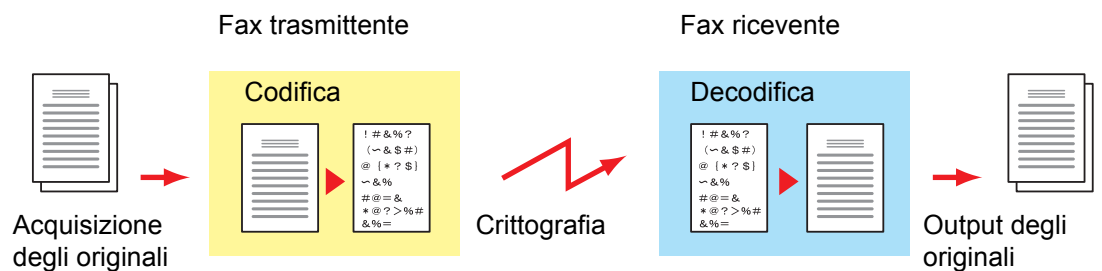 Fax trasmittente
Fax ricevente
Codifica
!#&%?
(~&$#)
@{*?$}
~&%
#@=&
*@?>%#
&%=
Decodifica
!#&%?
(~&$#)
@{*?$}
~&%
#@=&
*@?>%#
&%=
Acquisizione
degli originali
Crittografia
Output degli
originali